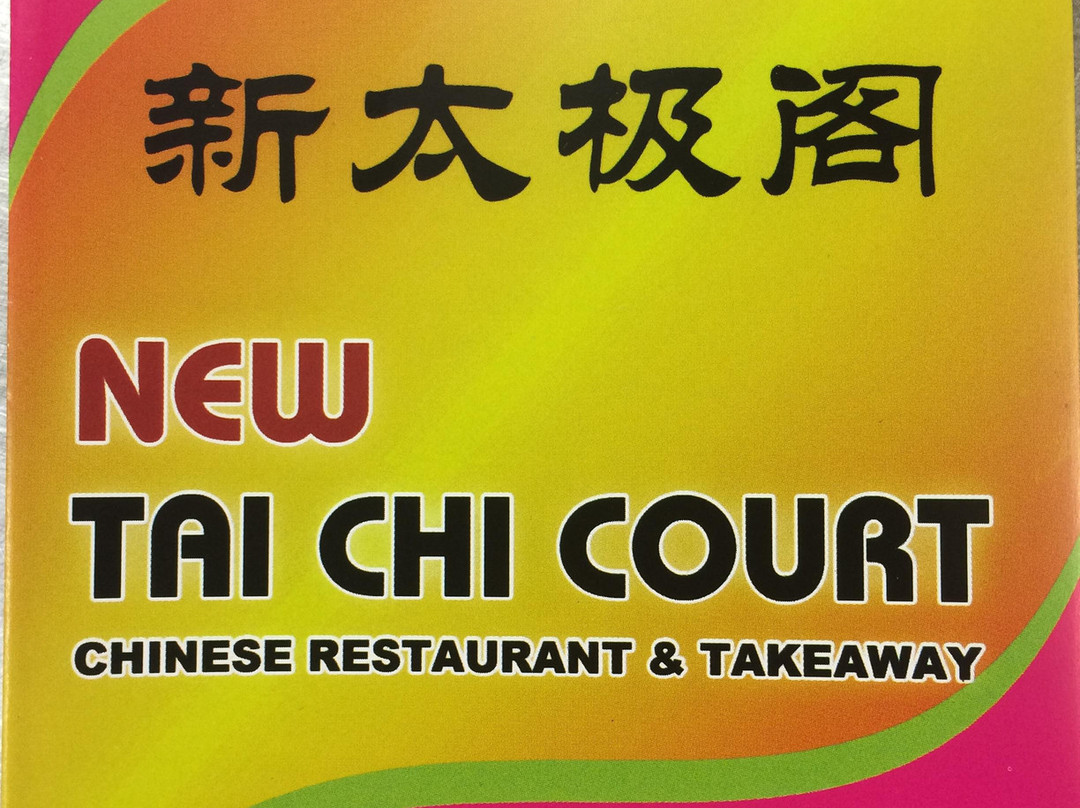 新太极阁
NEW
TAI CHI COURT
CHINESE RESTAURANT & TAKEAWAY